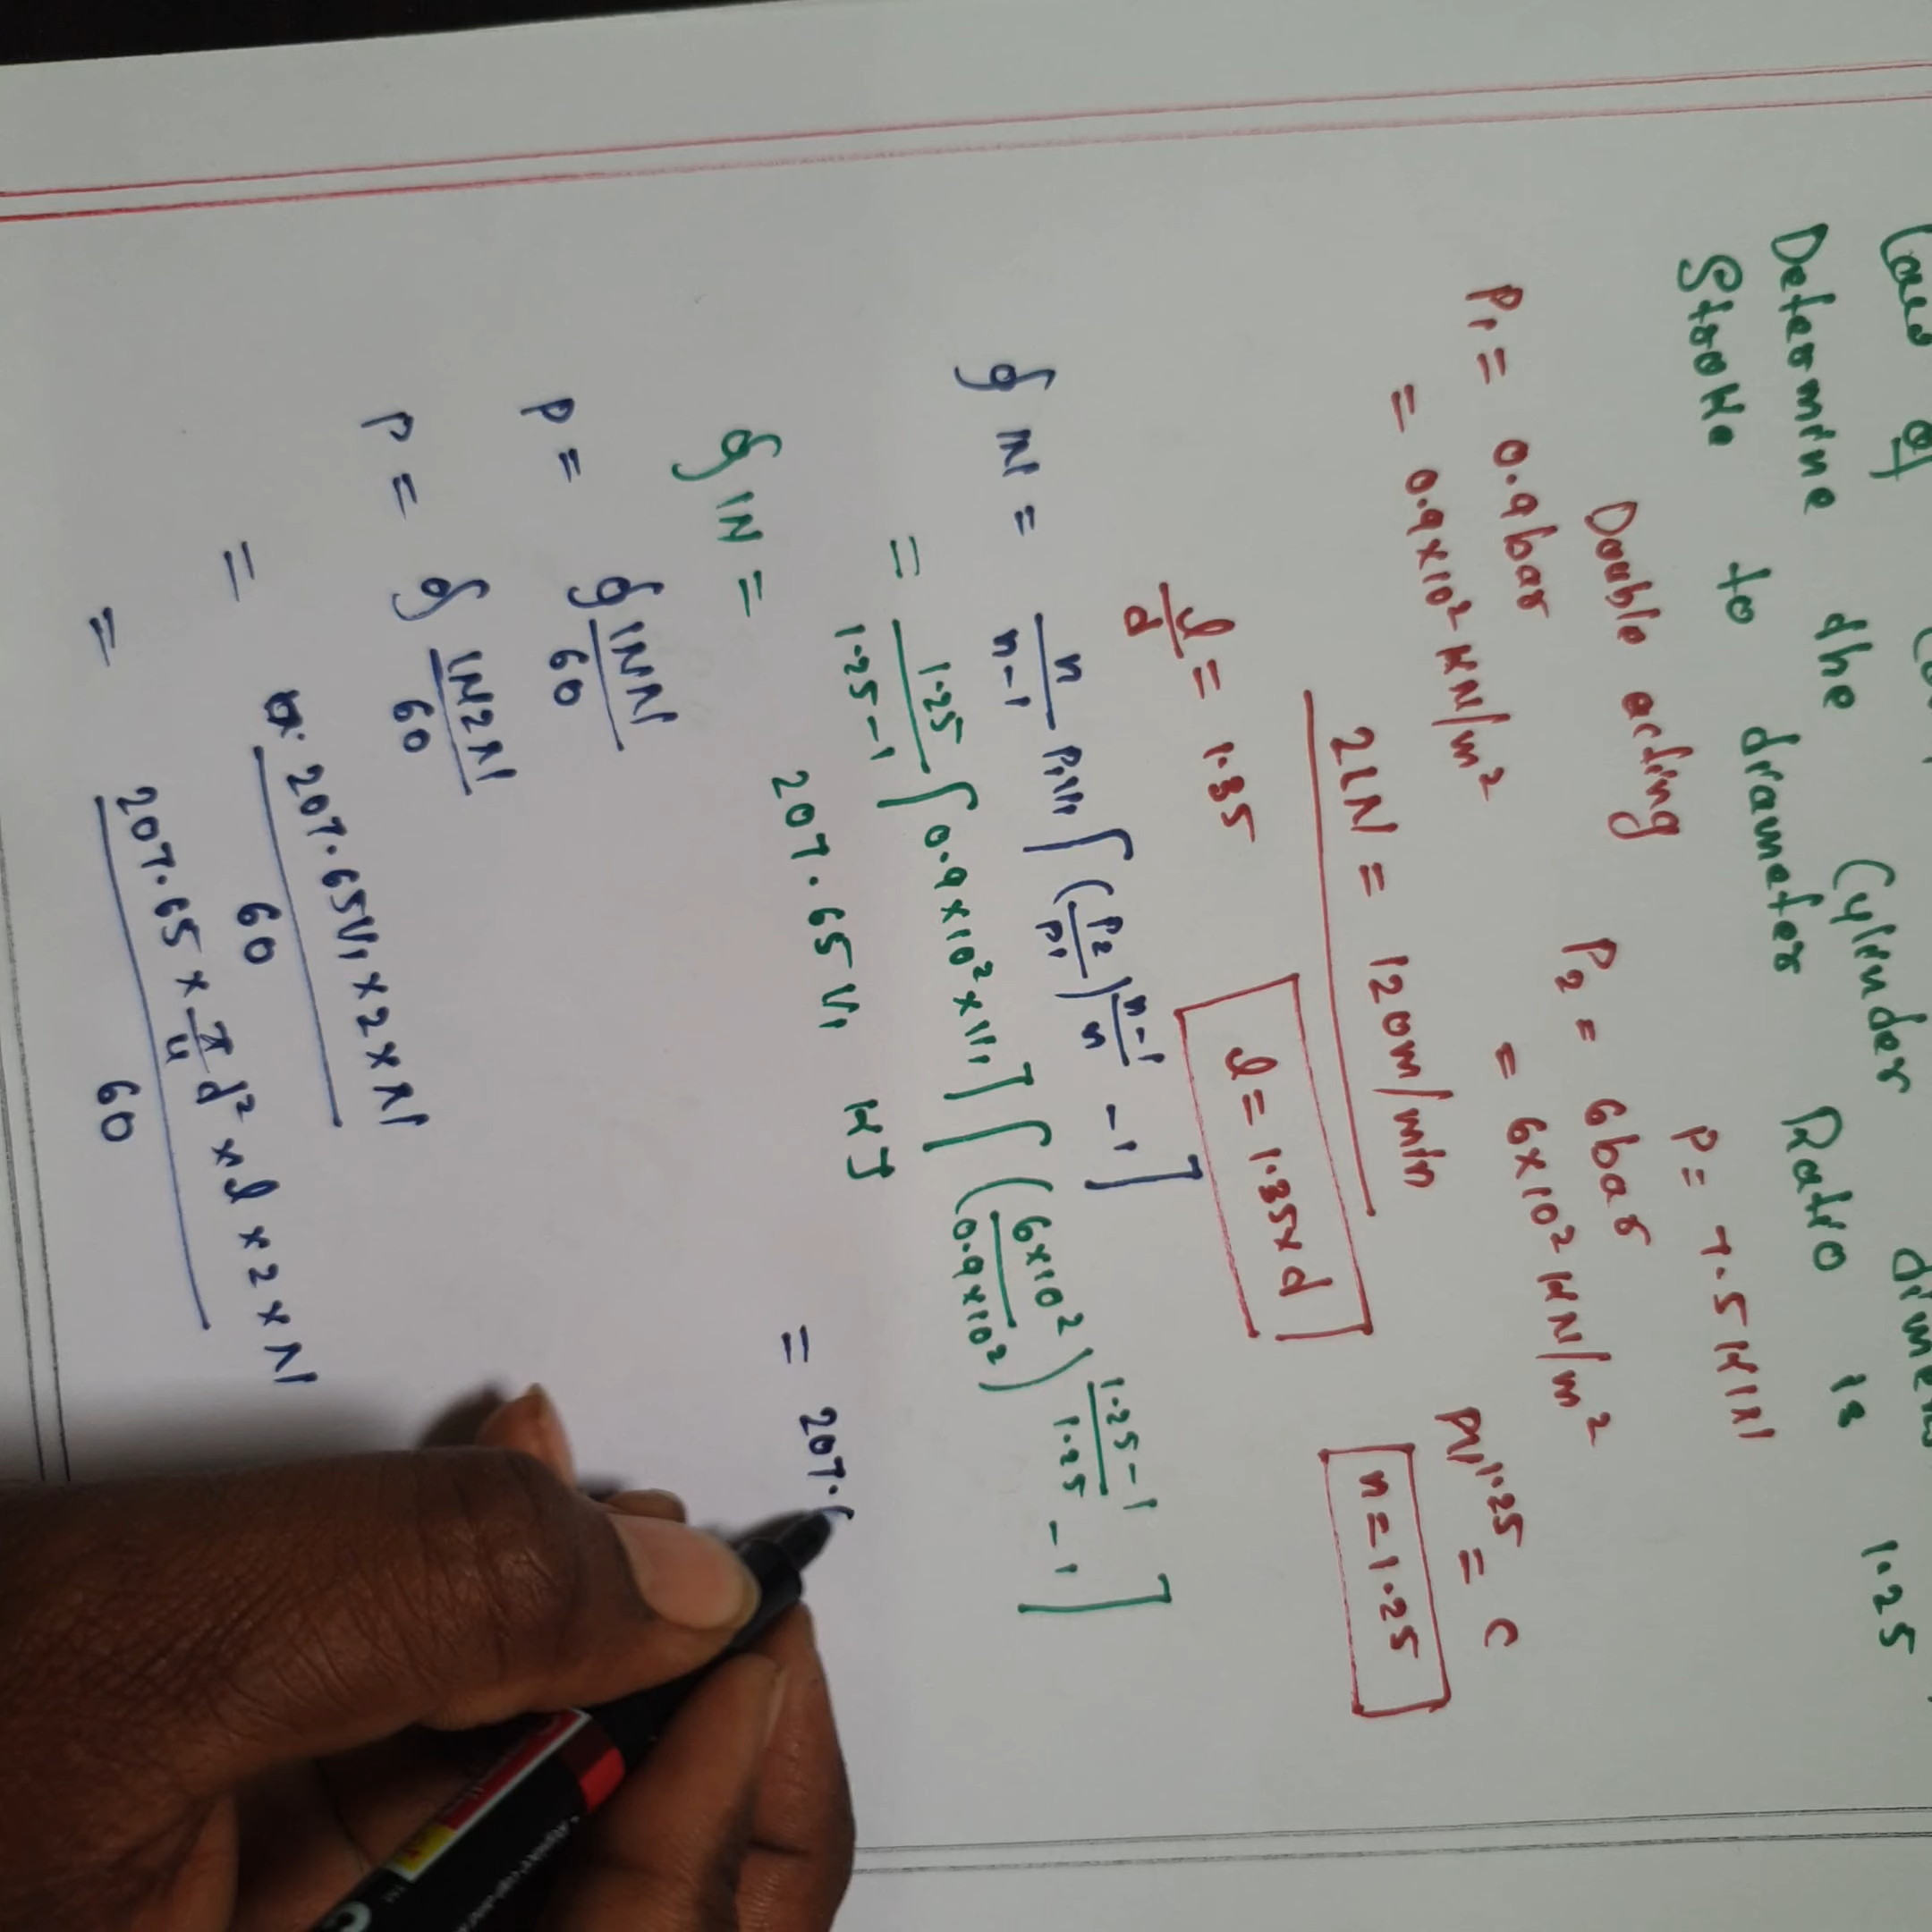 Law of
Determine the Cylinder dimen
Stroke to diameter Ratio is 1.25
Double acting P = 7.5 KW
P₁ = 0.9 bar P₂ = 6 bar PV^1.25 = C
= 0.9×10² KN/m² = 6×10² KN/m²
n = 1.25
2lN = 120 m/min
l/d = 1.35 l = 1.35 × d
W = n/(n-1) P₁V₁ [(P₂/P₁)^((n-1)/n) - 1]
= 1.25/(1.25-1) [0.9×10²×V₁] [(6×10²/0.9×10²)^((1.25-1)/1.25) - 1]
W = 207.65 V₁ KJ
P = WN/60
P = W2N/60
= 207.65V₁ × 2 × N/60
= 207.65 × π/4 d² × l × 2 × N/60
= 207.